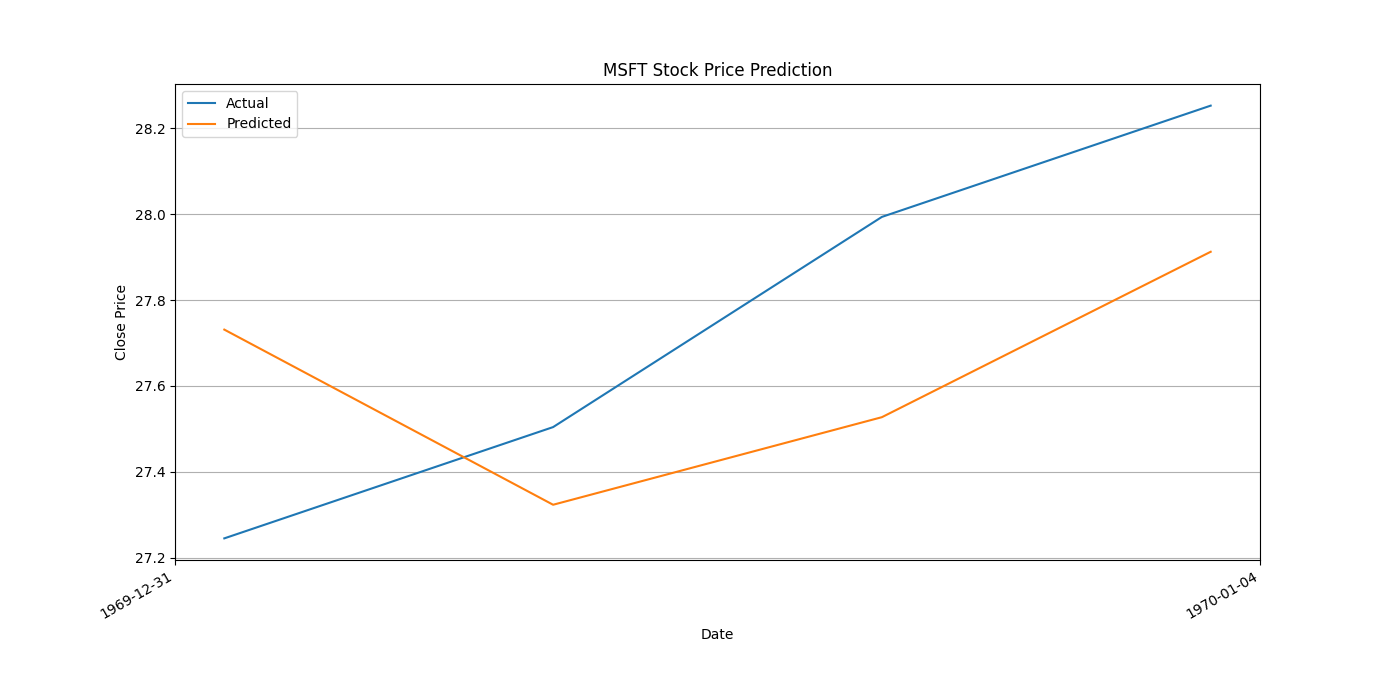 MSFT Stock Price Prediction
Actual
Predicted
28.2
28.0
27.8
27.6
27.4
27.2
Close Price
1969-12-31
1970-01-04
Date